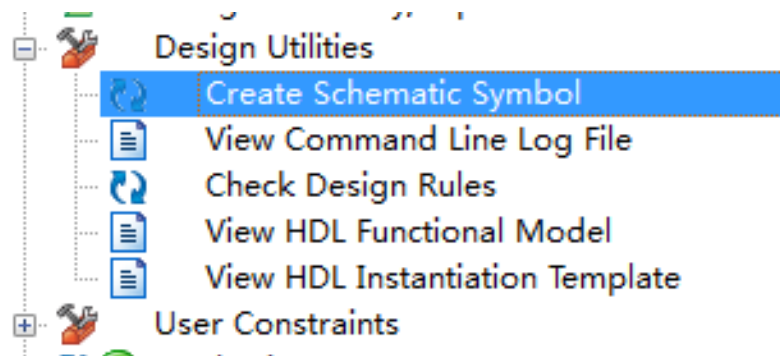 Design Utilities
Create Schematic Symbol
View Command Line Log File
Check Design Rules
View HDL Functional Model
View HDL Instantiation Template
User Constraints